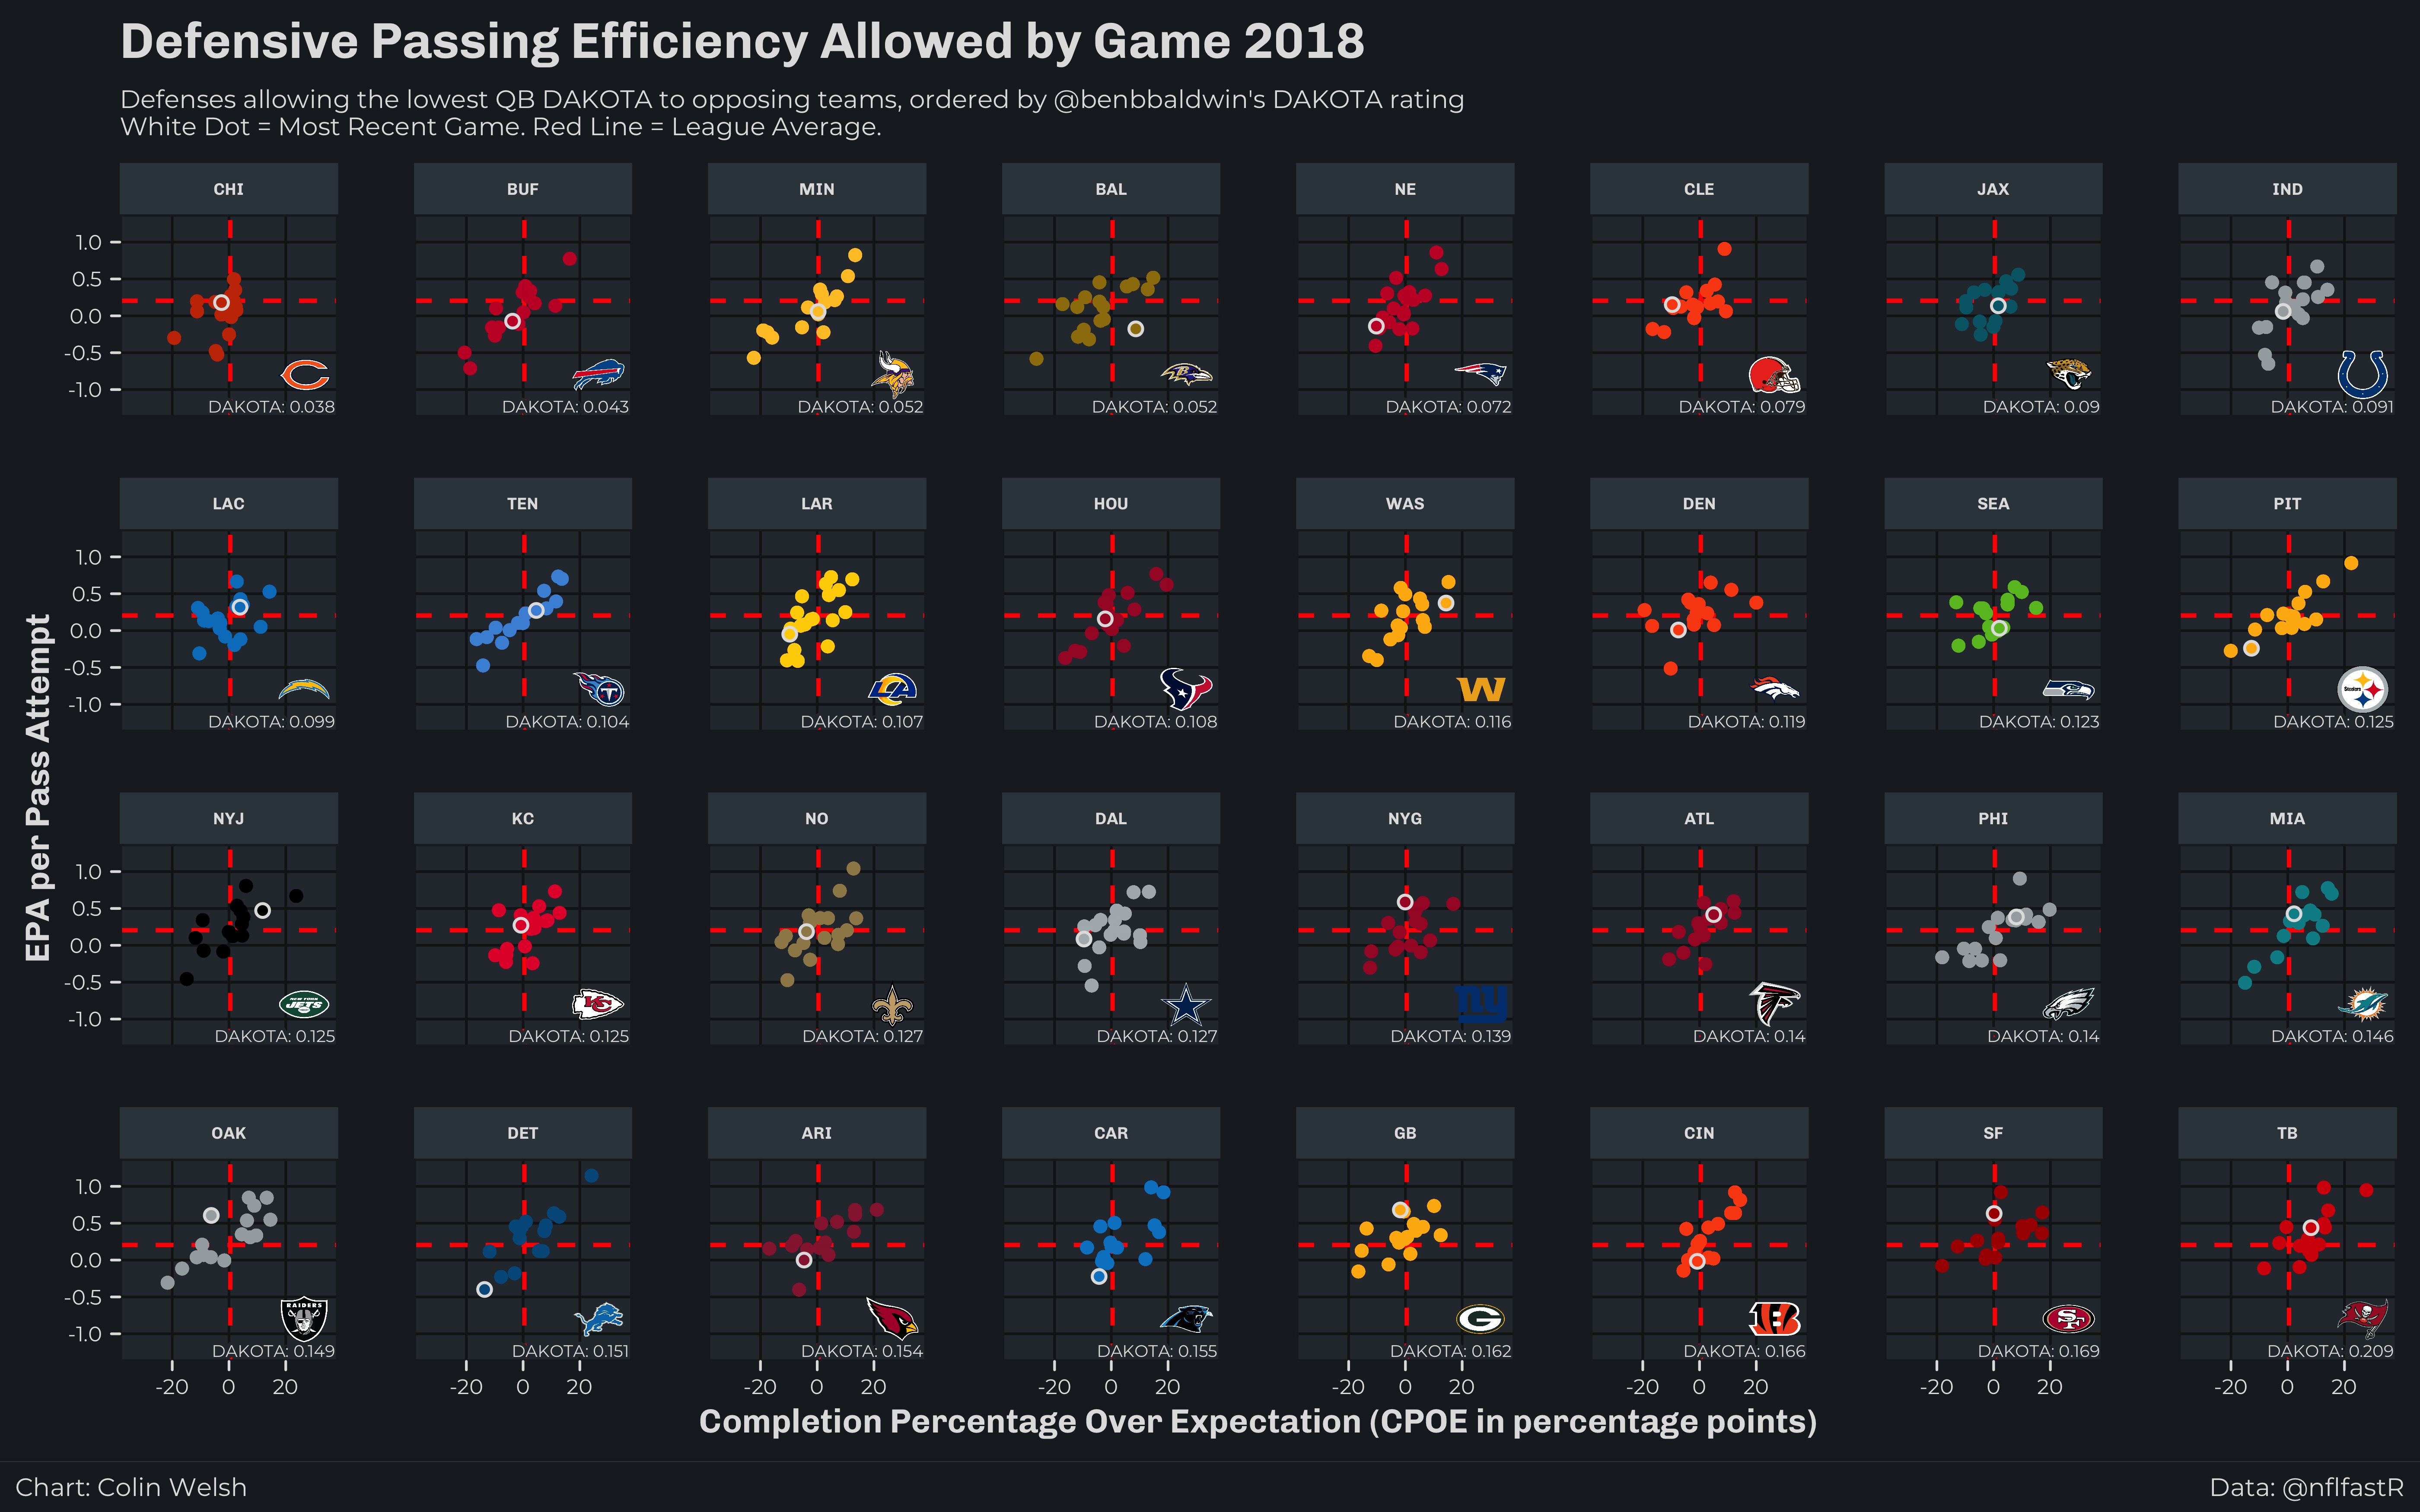 Defensive Passing Efficiency Allowed by Game 2018
Defenses allowing the lowest QB DAKOTA to opposing teams, ordered by @benbbaldwin's DAKOTA rating
White Dot = Most Recent Game. Red Line = League Average.
CHI BUF MIN BAL NE CLE JAX IND
1.0
0.5
0.0
-0.5
-1.0
DAKOTA: 0.038 DAKOTA: 0.043 DAKOTA: 0.052 DAKOTA: 0.052 DAKOTA: 0.072 DAKOTA: 0.079 DAKOTA: 0.09 DAKOTA: 0.091
LAC TEN LAR HOU WAS DEN SEA PIT
1.0
0.5
0.0
-0.5
-1.0
T LA W Steelers
DAKOTA: 0.099 DAKOTA: 0.104 DAKOTA: 0.107 DAKOTA: 0.108 DAKOTA: 0.116 DAKOTA: 0.119 DAKOTA: 0.123 DAKOTA: 0.125
EPA per Pass Attempt
NYJ KC NO DAL NYG ATL PHI MIA
1.0
0.5
0.0
-0.5
-1.0
NEW YORK
JETS KC ny
DAKOTA: 0.125 DAKOTA: 0.125 DAKOTA: 0.127 DAKOTA: 0.127 DAKOTA: 0.139 DAKOTA: 0.14 DAKOTA: 0.14 DAKOTA: 0.146
OAK DET ARI CAR GB CIN SF TB
1.0
0.5
0.0
-0.5
-1.0
RAIDERS G B SF
DAKOTA: 0.149 DAKOTA: 0.151 DAKOTA: 0.154 DAKOTA: 0.155 DAKOTA: 0.162 DAKOTA: 0.166 DAKOTA: 0.169 DAKOTA: 0.209
-20 0 20 -20 0 20 -20 0 20 -20 0 20 -20 0 20 -20 0 20 -20 0 20 -20 0 20
Completion Percentage Over Expectation (CPOE in percentage points)
Chart: Colin Welsh
Data: @nflfastR